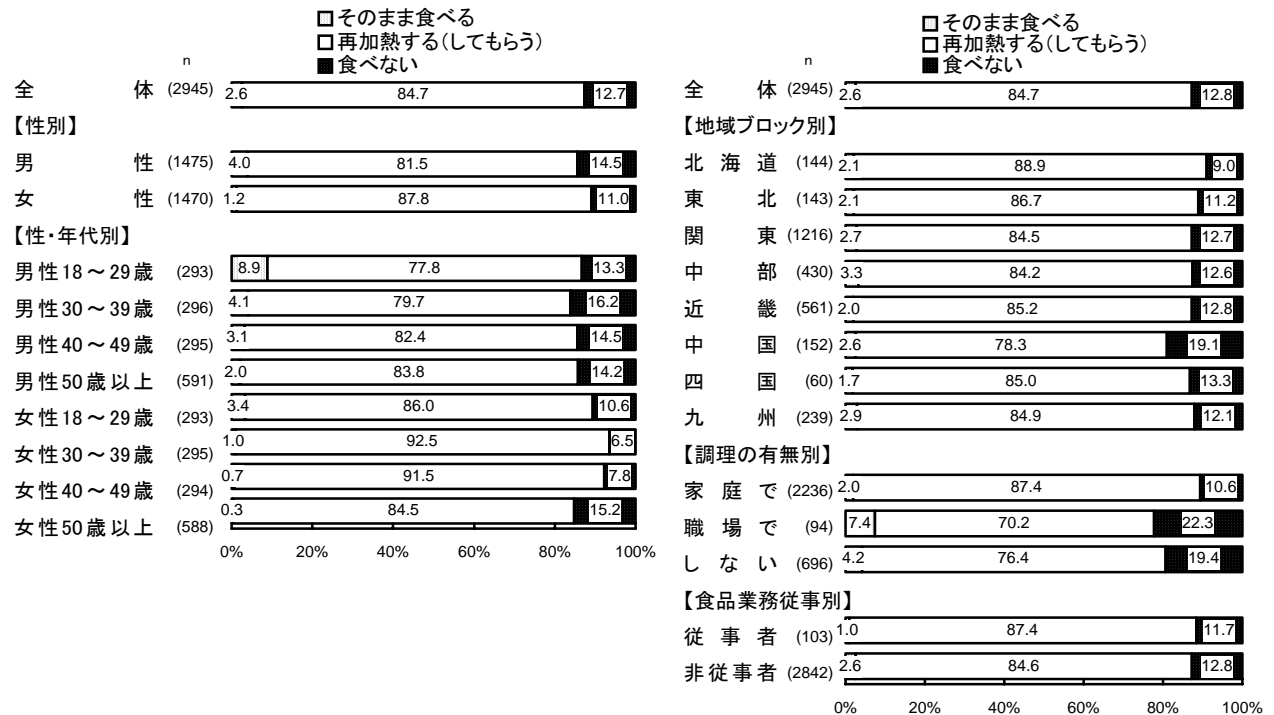 そのまま食べる
再加熱する(してもらう)
食べない
n
全体 (2945) 2.6 84.7 12.7
【性別】
男性 (1475) 4.0 81.5 14.5
女性 (1470) 1.2 87.8 11.0
【性・年代別】
男性18～29歳 (293) 8.9 77.8 13.3
男性30～39歳 (296) 4.1 79.7 16.2
男性40～49歳 (295) 3.1 82.4 14.5
男性50歳以上 (591) 2.0 83.8 14.2
女性18～29歳 (293) 3.4 86.0 10.6
女性30～39歳 (295) 1.0 92.5 6.5
女性40～49歳 (294) 0.7 91.5 7.8
女性50歳以上 (588) 0.3 84.5 15.2
0% 20% 40% 60% 80% 100%
そのまま食べる
再加熱する(してもらう)
食べない
n
全体 (2945) 2.6 84.7 12.8
【地域ブロック別】
北海道 (144) 2.1 88.9 9.0
東北 (143) 2.1 86.7 11.2
関東 (1216) 2.7 84.5 12.7
中部 (430) 3.3 84.2 12.6
近畿 (561) 2.0 85.2 12.8
中国 (152) 2.6 78.3 19.1
四国 (60) 1.7 85.0 13.3
九州 (239) 2.9 84.9 12.1
【調理の有無別】
家庭で (2236) 2.0 87.4 10.6
職場で (94) 7.4 70.2 22.3
しない (696) 4.2 76.4 19.4
【食品業務従事別】
従事者 (103) 1.0 87.4 11.7
非従事者 (2842) 2.6 84.6 12.8
0% 20% 40% 60% 80% 100%